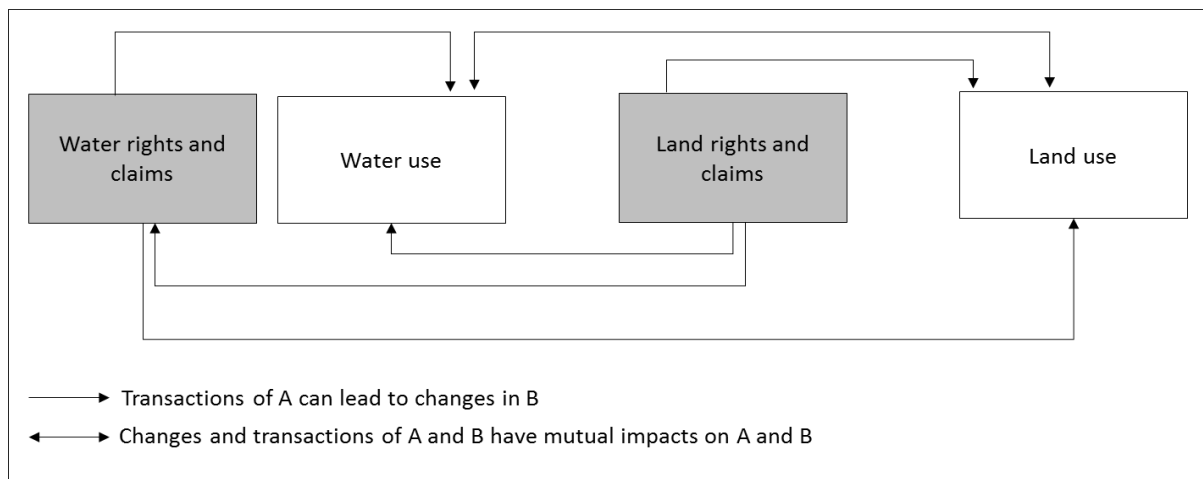 Water rights and
claims
Water use
Land rights and
claims
Land use
Transactions of A can lead to changes in B
Changes and transactions of A and B have mutual impacts on A and B